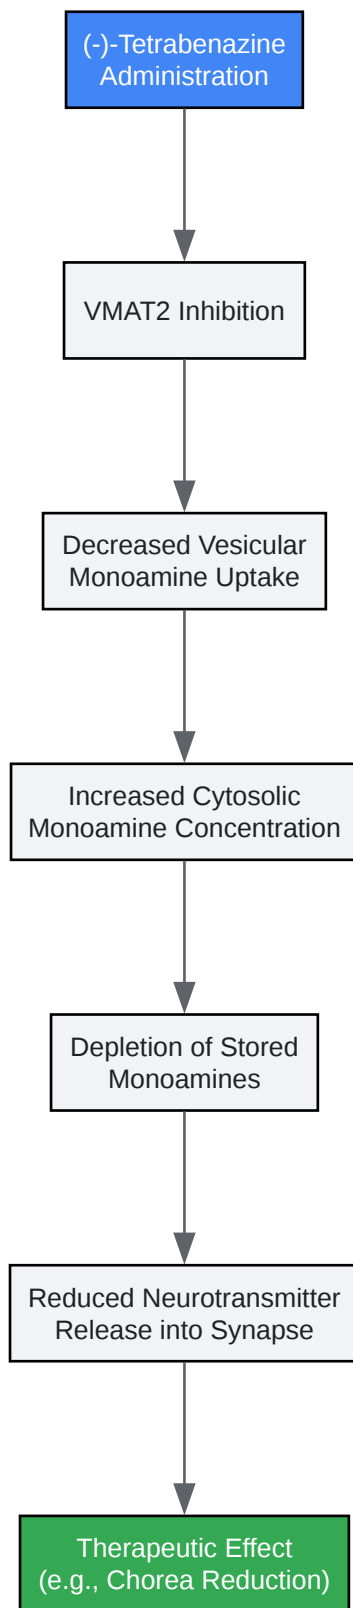 (-)-Tetrabenazine
Administration
VMAT2 Inhibition
Decreased Vesicular
Monoamine Uptake
Increased Cytosolic
Monoamine Concentration
Depletion of Stored
Monoamines
Reduced Neurotransmitter
Release into Synapse
Therapeutic Effect
(e.g., Chorea Reduction)